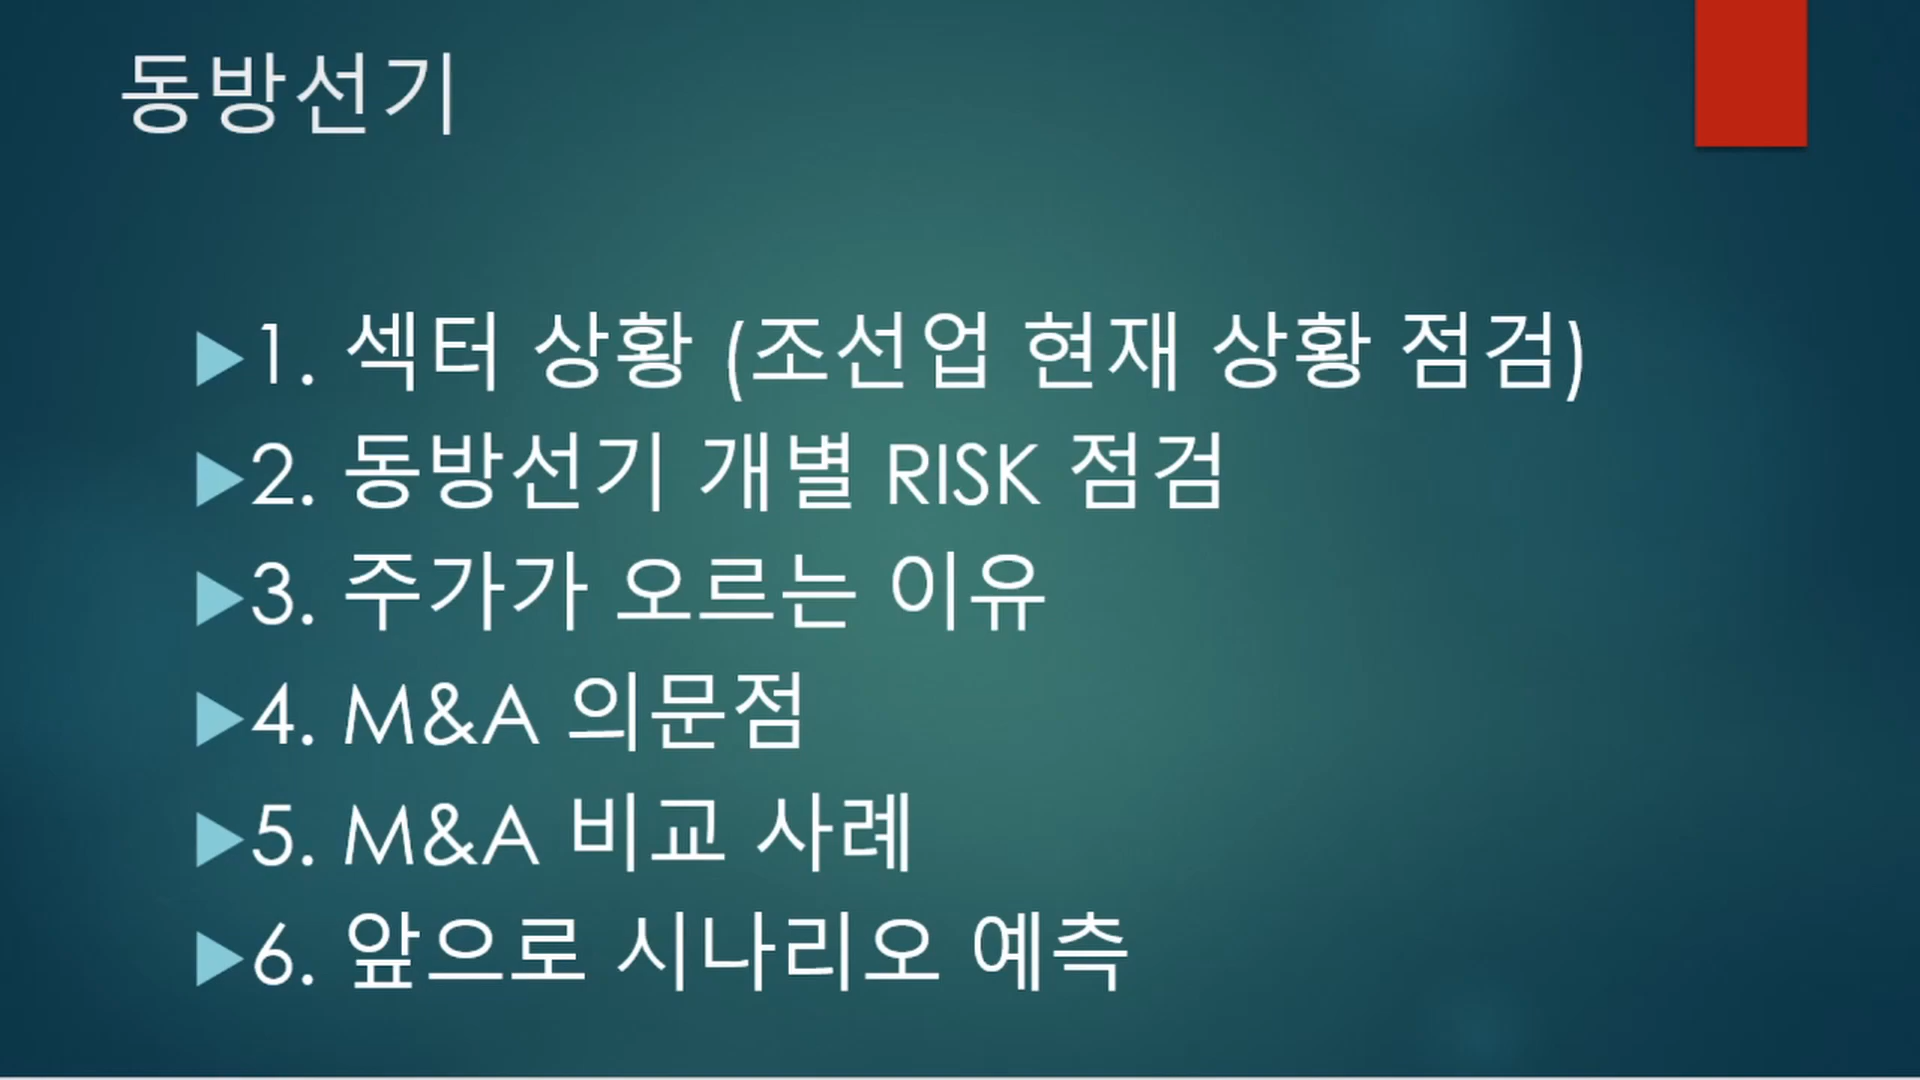 동방선기
1. 섹터 상황 (조선업 현재 상황 점검)
2. 동방선기 개별 RISK 점검
3. 주가가 오르는 이유
4. M&A 의문점
5. M&A 비교 사례
6. 앞으로 시나리오 예측